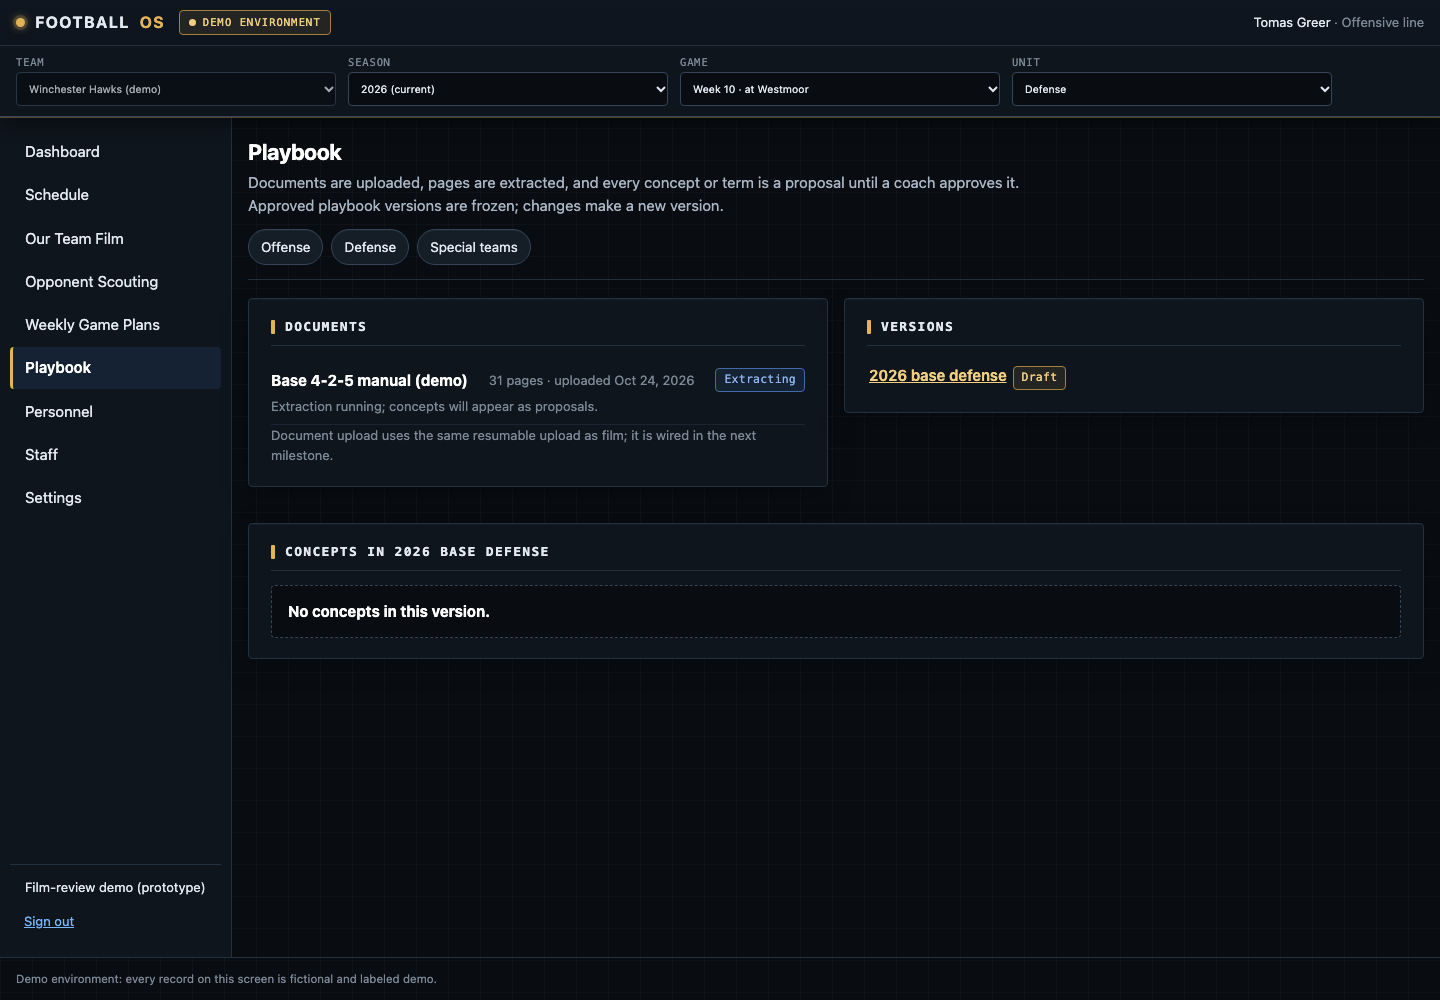 FOOTBALL OS
DEMO ENVIRONMENT
Tomas Greer · Offensive line
TEAM
Winchester Hawks (demo)
SEASON
2026 (current)
GAME
Week 10 · at Westmoor
UNIT
Defense
Dashboard
Schedule
Our Team Film
Opponent Scouting
Weekly Game Plans
Playbook
Personnel
Staff
Settings
Film-review demo (prototype)
Sign out
Playbook
Documents are uploaded, pages are extracted, and every concept or term is a proposal until a coach approves it.
Approved playbook versions are frozen; changes make a new version.
Offense
Defense
Special teams
DOCUMENTS
Base 4-2-5 manual (demo)
31 pages · uploaded Oct 24, 2026
Extracting
Extraction running; concepts will appear as proposals.
Document upload uses the same resumable upload as film; it is wired in the next
milestone.
VERSIONS
2026 base defense
Draft
CONCEPTS IN 2026 BASE DEFENSE
No concepts in this version.
Demo environment: every record on this screen is fictional and labeled demo.